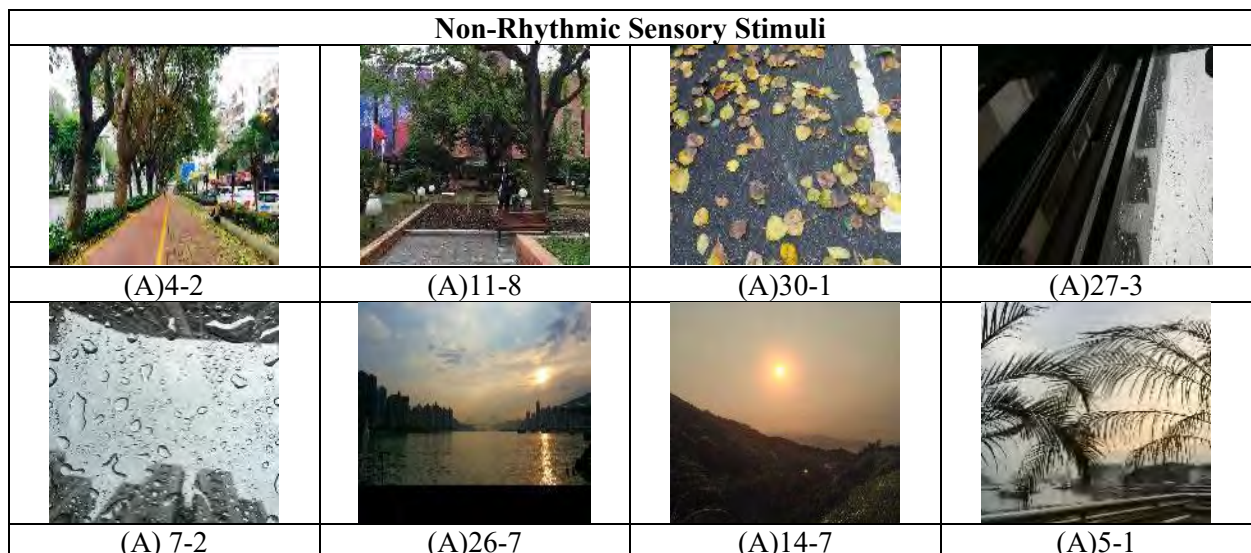 Non-Rhythmic Sensory Stimuli
(A)4-2 (A)11-8 (A)30-1 (A)27-3
(A) 7-2 (A)26-7 (A)14-7 (A)5-1